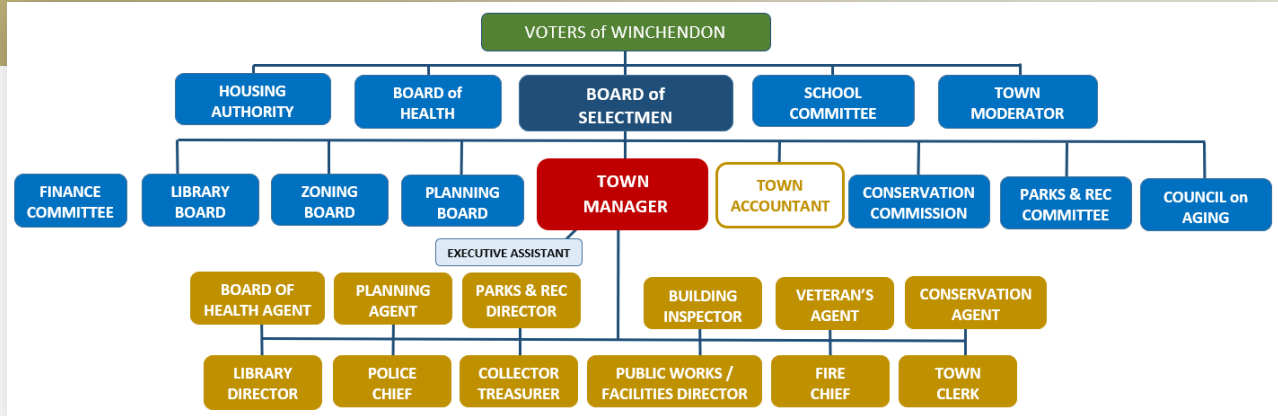 VOTERS of WINCHENDON
HOUSING
AUTHORITY
BOARD of
HEALTH
BOARD of
SELECTMEN
SCHOOL
COMMITTEE
TOWN
MODERATOR
FINANCE
COMMITTEE
LIBRARY
BOARD
ZONING
BOARD
PLANNING
BOARD
TOWN
MANAGER
TOWN
ACCOUNTANT
CONSERVATION
COMMISSION
PARKS & REC
COMMITTEE
COUNCIL on
AGING
EXECUTIVE ASSISTANT
BOARD OF
HEALTH AGENT
PLANNING
AGENT
PARKS & REC
DIRECTOR
BUILDING
INSPECTOR
VETERAN’S
AGENT
CONSERVATION
AGENT
LIBRARY
DIRECTOR
POLICE
CHIEF
COLLECTOR
TREASURER
PUBLIC WORKS /
FACILITIES DIRECTOR
FIRE
CHIEF
TOWN
CLERK